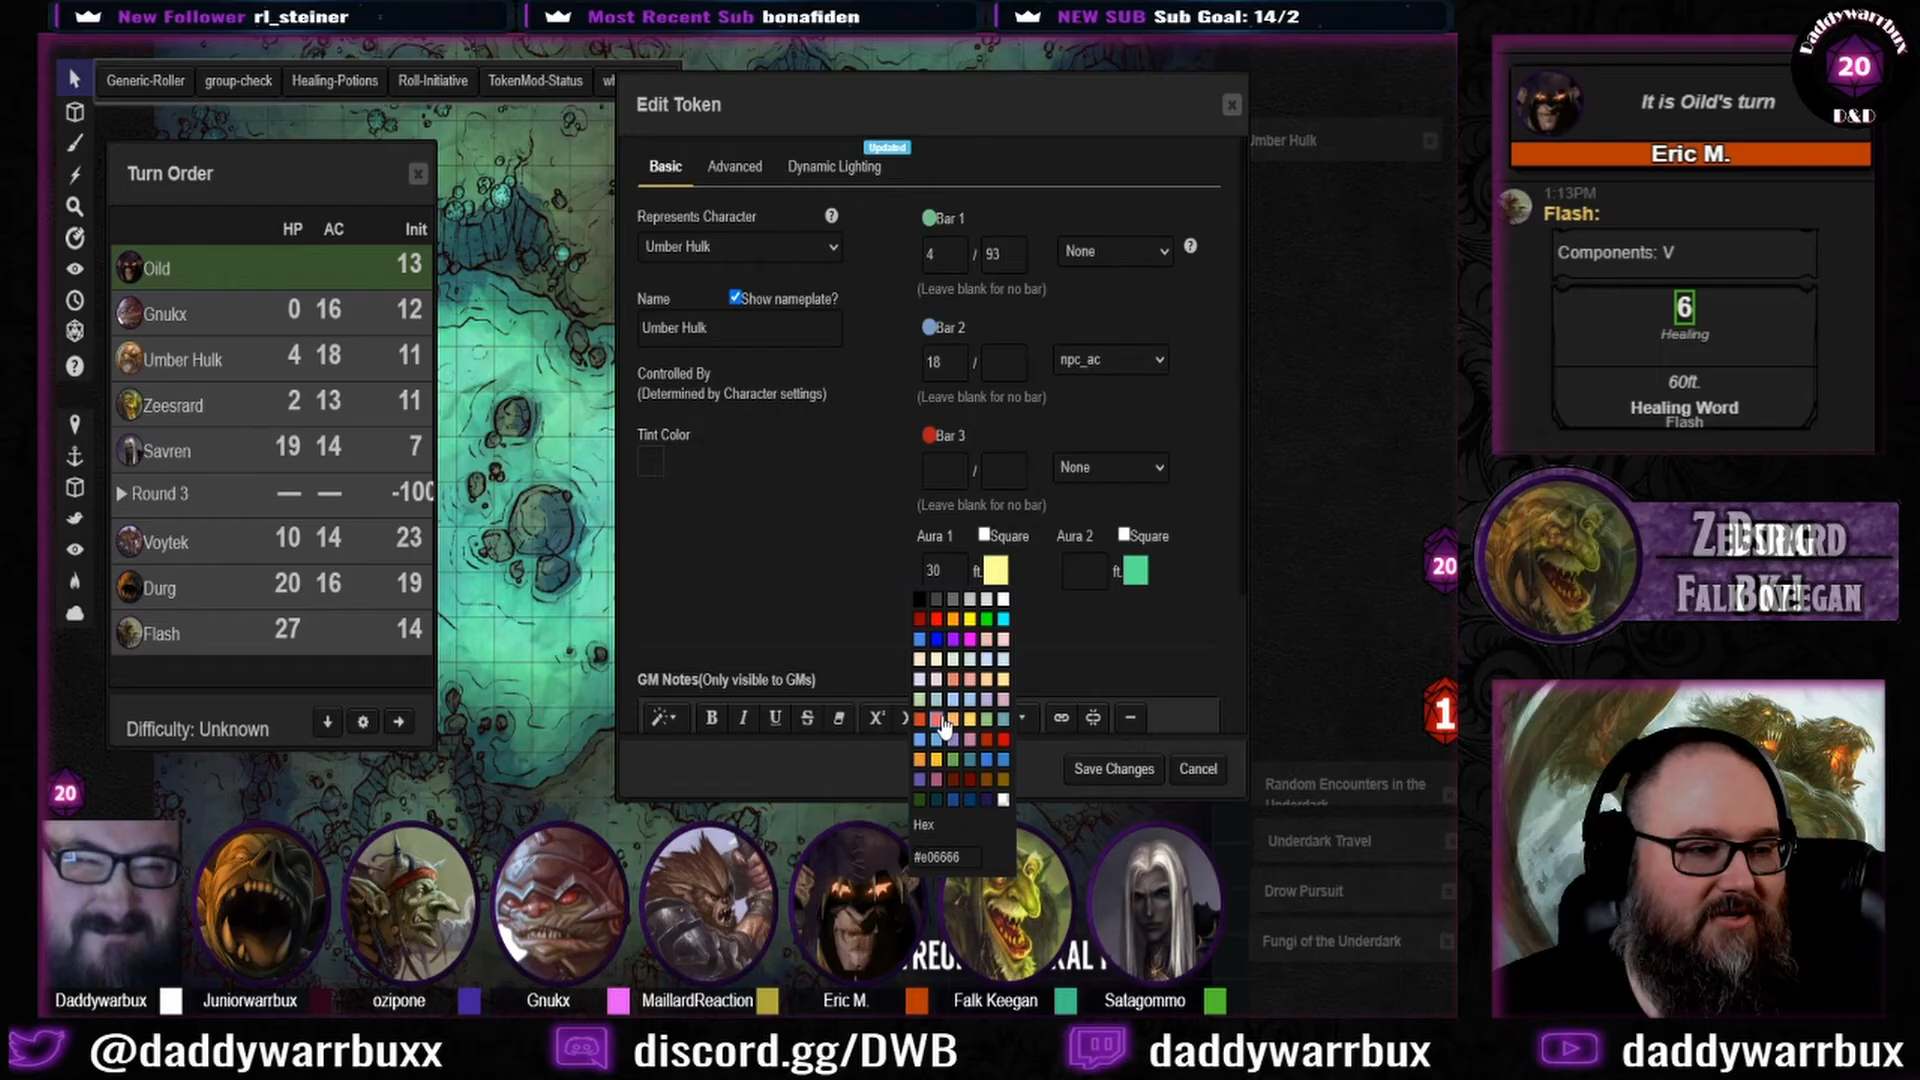 New Follower rl_steiner
Most Recent Sub bonafiden
NEW SUB Sub Goal: 14/2
Daddywarrbux
20
D&D
Generic-Roller
group-check
Healing-Potions
Roll-Initiative
TokenMod-Status
Edit Token
Umber Hulk
It is Oild's turn
Eric M.
Turn Order
HP AC Init
Oild 13
Gnukx 0 16 12
Umber Hulk 4 18 11
Zeesrard 2 13 11
Savren 19 14 7
Round 3 — — -100
Voytek 10 14 23
Durg 20 16 19
Flash 27 14
Difficulty: Unknown
Updated
Basic Advanced Dynamic Lighting
Represents Character
Umber Hulk
Name
Show nameplate?
Umber Hulk
Controlled By
(Determined by Character settings)
Tint Color
Bar 1
4 / 93 None
(Leave blank for no bar)
Bar 2
18 / npc_ac
(Leave blank for no bar)
Bar 3
/ None
(Leave blank for no bar)
Aura 1 Square Aura 2 Square
30 ft. ft.
GM Notes(Only visible to GMs)
B I U S X²
Save Changes Cancel
Hex
#e06666
1:13PM
Flash:
Components: V
6
Healing
60ft.
Healing Word
Flash
20
1
20
Random Encounters in the
Underdark
Underdark Travel
Drow Pursuit
Fungi of the Underdark
Daddywarbux
Juniorwarrbux
ozipone
Gnukx
MaillardReaction
Eric M.
Falk Keegan
Satagommo
@daddywarrbuxx
discord.gg/DWB
daddywarrbux
daddywarrbux